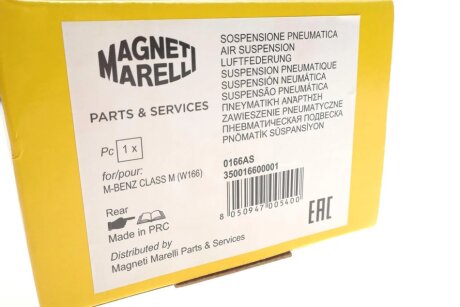 MAGNETI
MARELLI
PARTS & SERVICES
Pc 1 x
for/pour:
M-BENZ CLASS M (W166)
Rear
Made in PRC
Distributed by
Magneti Marelli Parts & Services
SOSPENSIONE PNEUMATICA
AIR SUSPENSION
LUFTFEDERUNG
SUSPENSION PNEUMATIQUE
SUSPENSIÓN NEUMÁTICA
SUSPENSÃO PNEUMÁTICA
ΠΝΕΥΜΑΤΙΚΗ ΑΝΑΡΤΗΣΗ
ZAWIESZENIE PNEUMATYCZNE
ПНЕВМАТИЧЕСКАЯ ПОДВЕСКА
PNÖMATİK SÜSPANSİYON
0166AS
350016600001
8 050947 005400
EAC